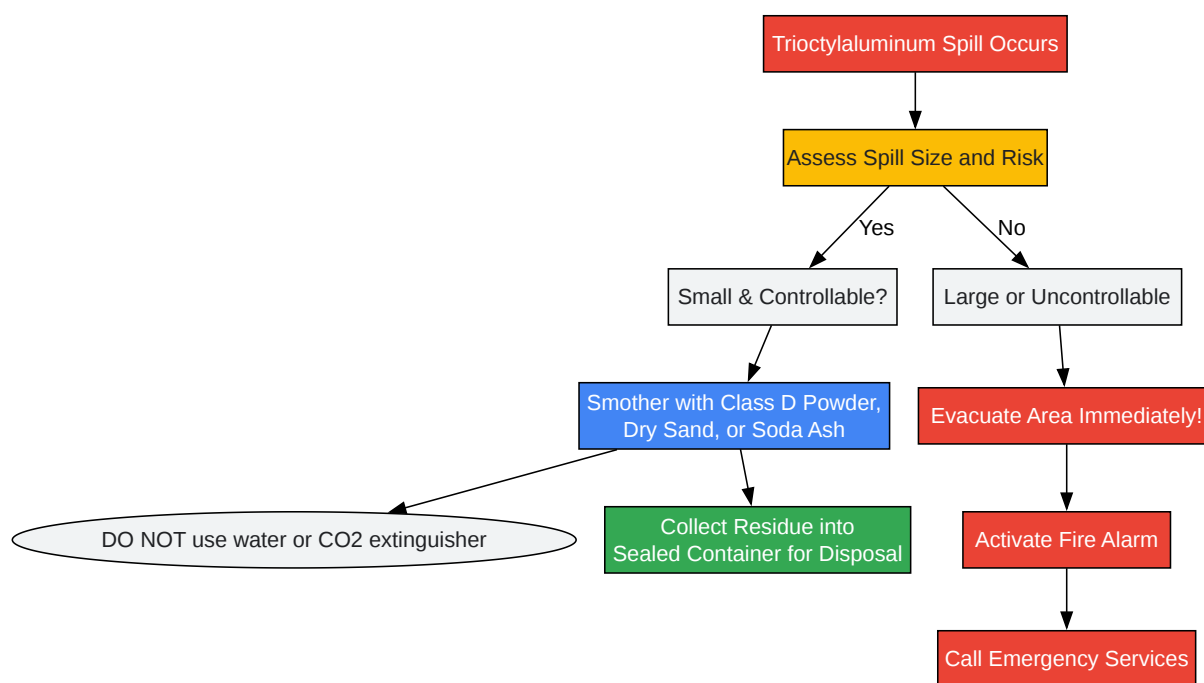 Trioctylaluminum Spill Occurs
Assess Spill Size and Risk
Yes
No
Small & Controllable?
Large or Uncontrollable
Smother with Class D Powder,
Dry Sand, or Soda Ash
Evacuate Area Immediately!
DO NOT use water or CO2 extinguisher
Collect Residue into
Sealed Container for Disposal
Activate Fire Alarm
Call Emergency Services